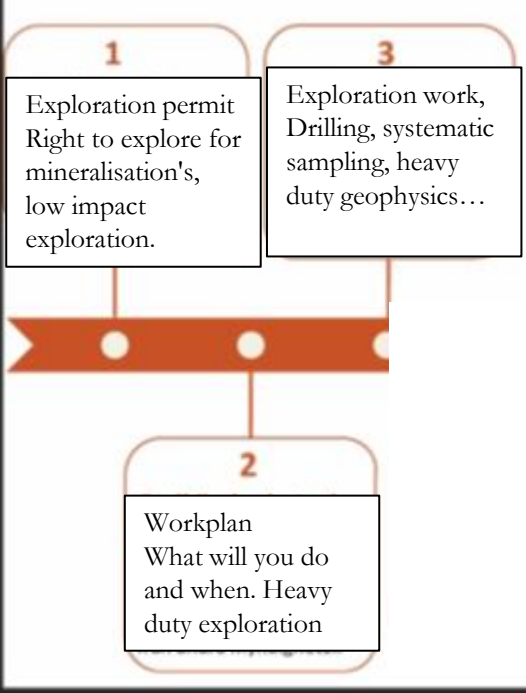 1
Exploration permit
Right to explore for
mineralisation's,
low impact
exploration.
2
Workplan
What will you do
and when. Heavy
duty exploration
3
Exploration work,
Drilling, systematic
sampling, heavy
duty geophysics…